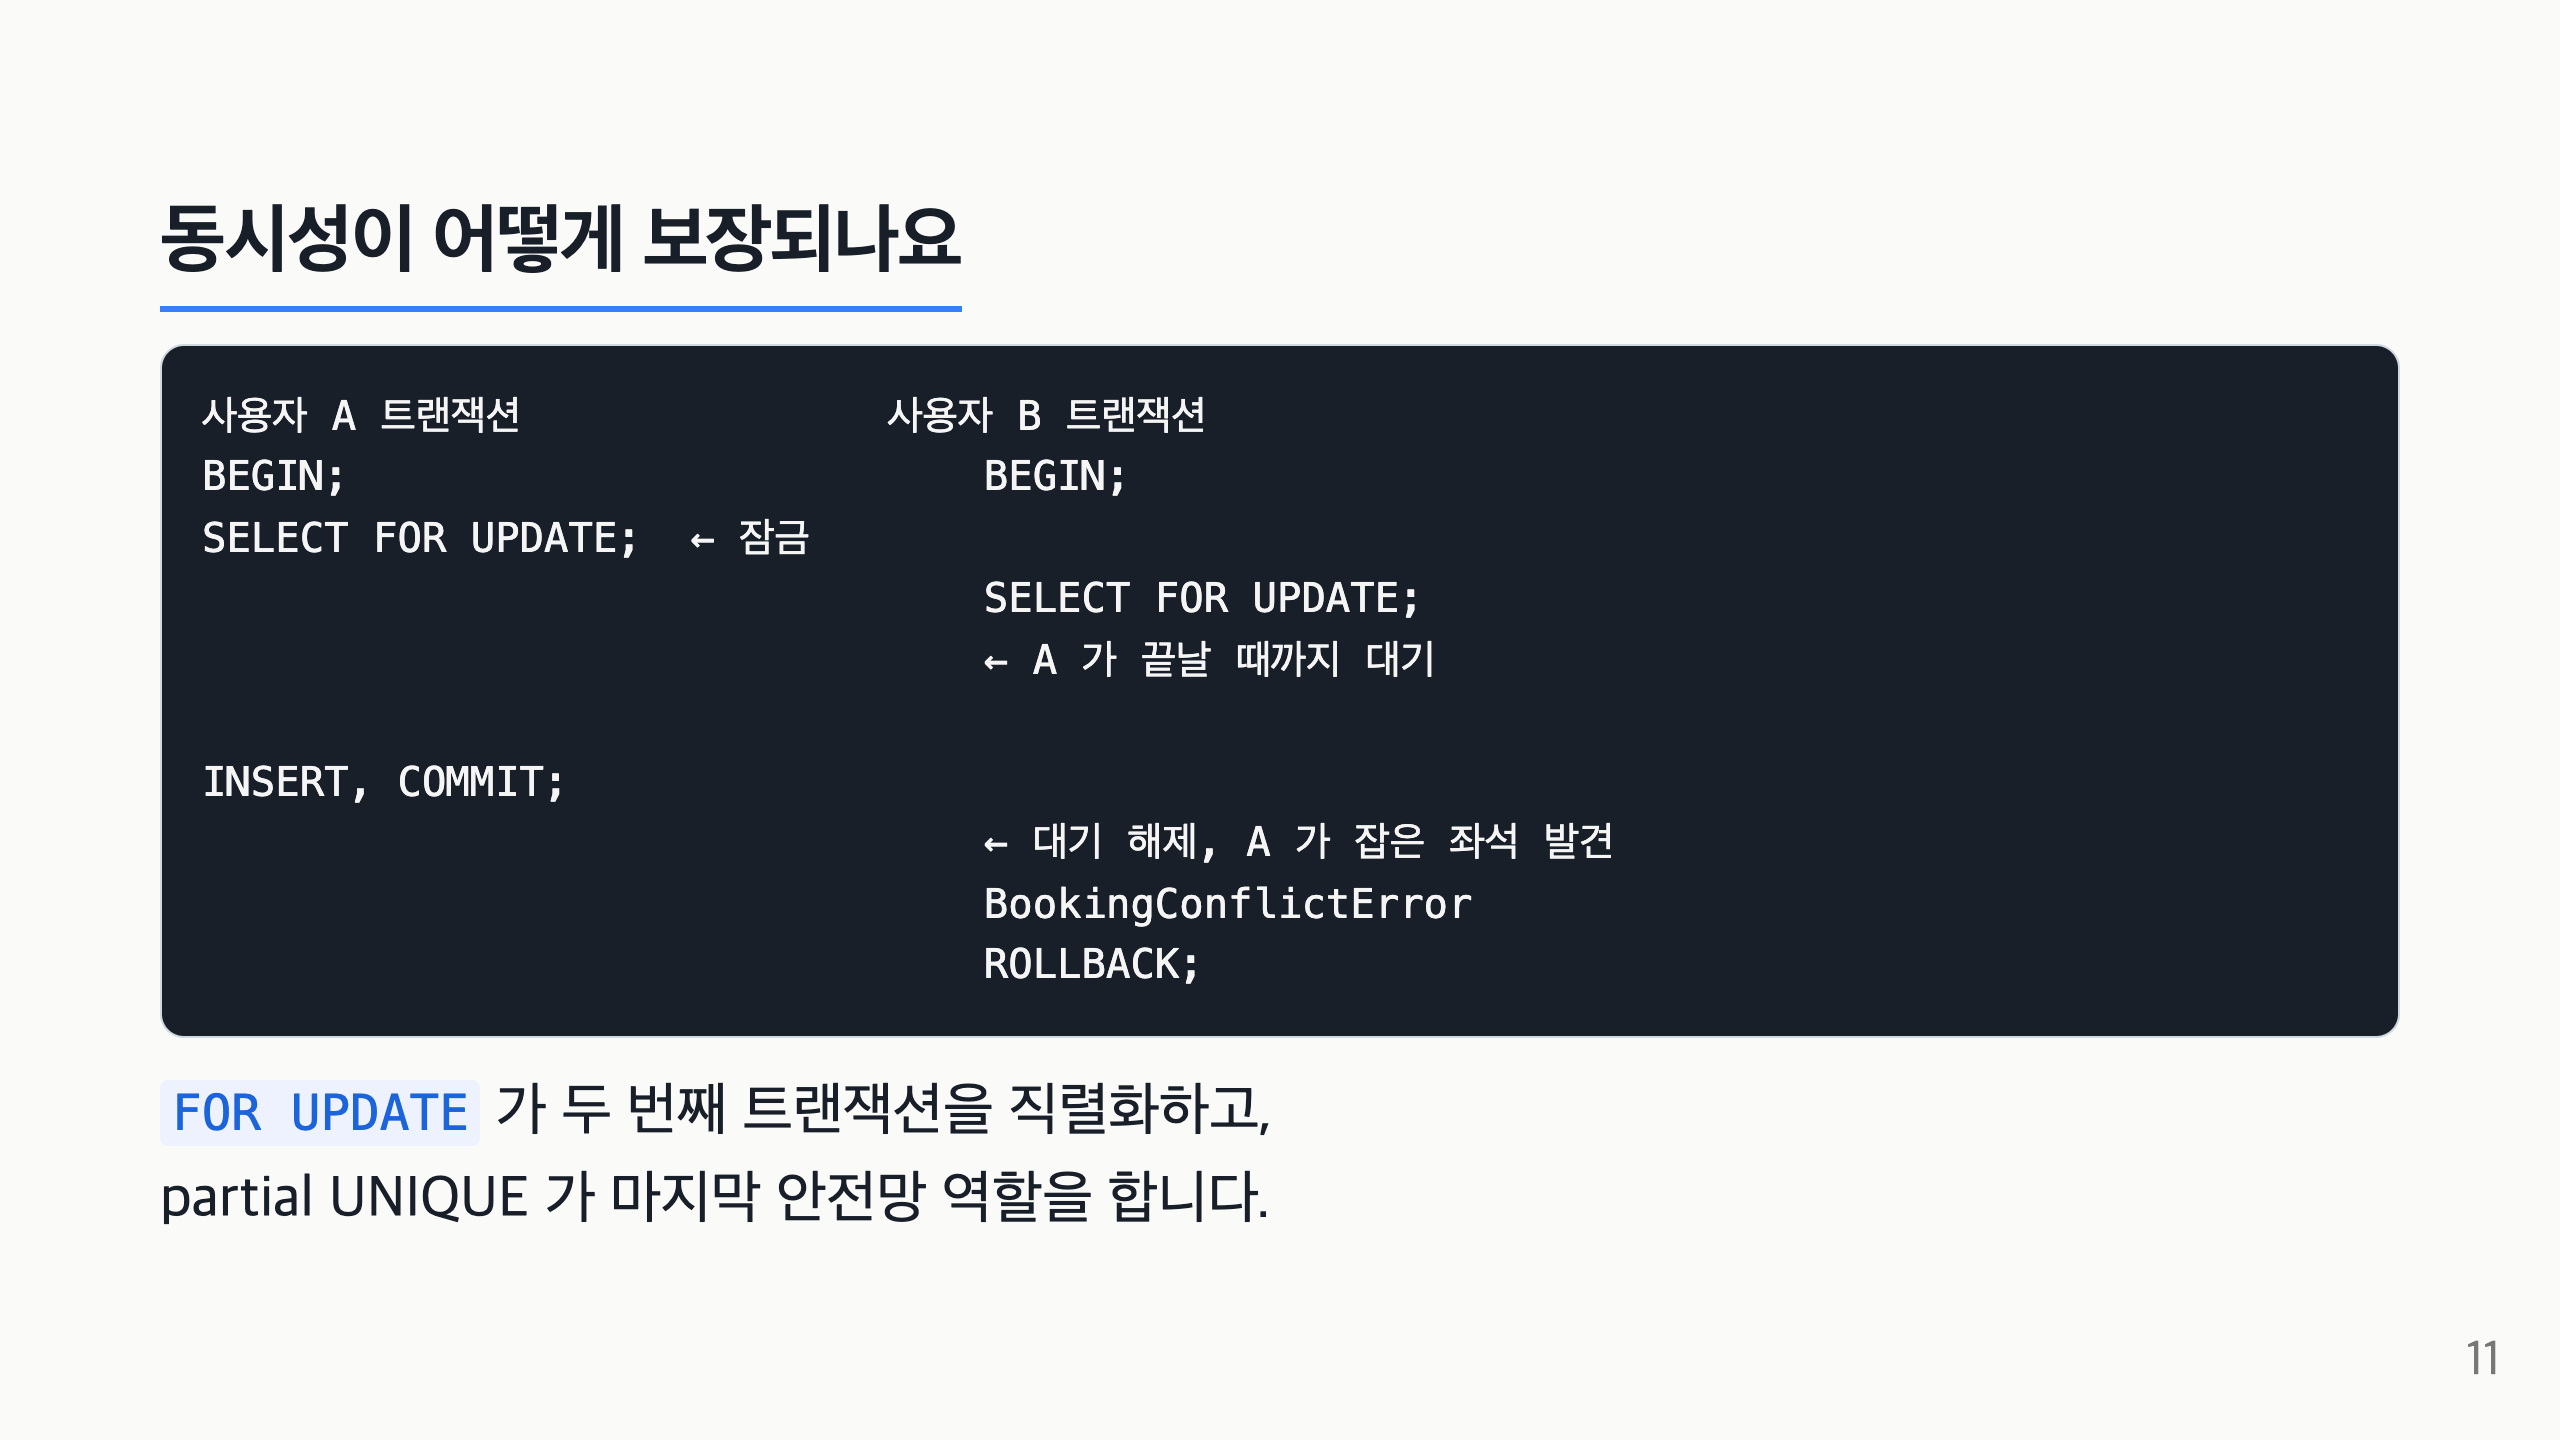 동시성이 어떻게 보장되나요
사용자 A 트랜잭션 사용자 B 트랜잭션
BEGIN; BEGIN;
SELECT FOR UPDATE; ← 잠금
SELECT FOR UPDATE;
← A 가 끝날 때까지 대기
INSERT, COMMIT;
← 대기 해제, A 가 잡은 좌석 발견
BookingConflictError
ROLLBACK;
FOR UPDATE 가 두 번째 트랜잭션을 직렬화하고,
partial UNIQUE 가 마지막 안전망 역할을 합니다.
11